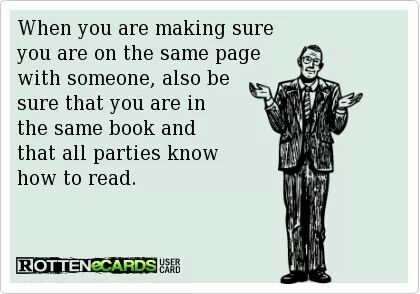 When you are making sure
you are on the same page
with someone, also be
sure that you are in
the same book and
that all parties know
how to read.
ROTTENeCARDS USER
CARD